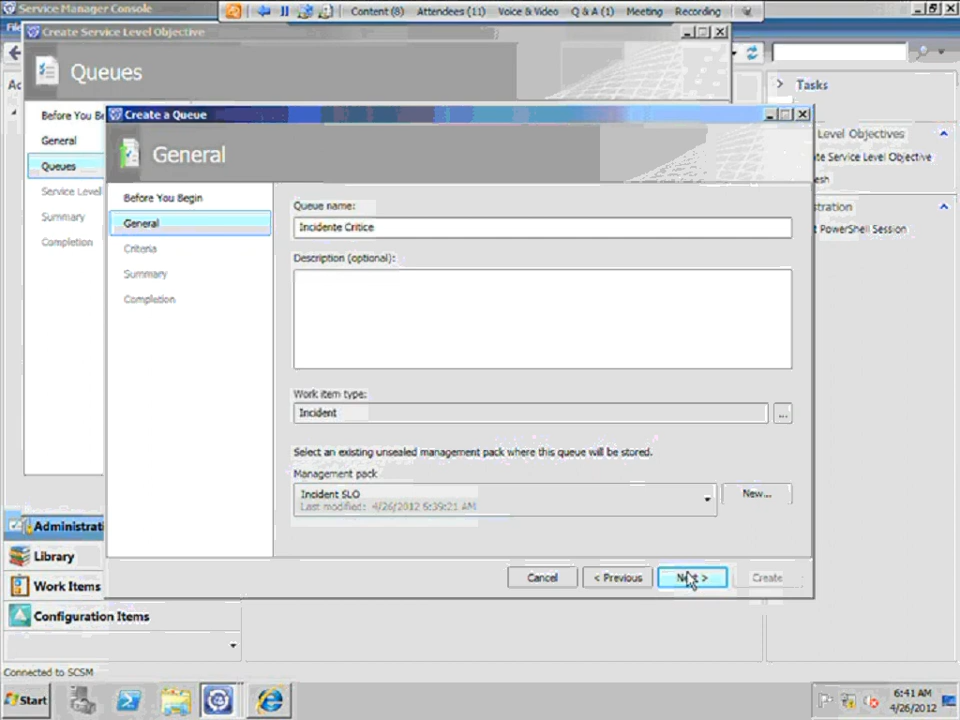 Service Manager Console
Content (8) Attendees (11) Voice & Video Q & A (1) Meeting Recording
Create Service Level Objective
Queues
Tasks
Before You Be
General
Queues
Service Level
Summary
Completion
Create a Queue
General
Before You Begin
General
Criteria
Summary
Completion
Queue name:
Incidente Critice
Description (optional):
Work item type:
Incident
...
Select an existing unsealed management pack where this queue will be stored.
Management pack
Incident SLO
Last modified: 4/26/2012 6:39:21 AM
New...
Cancel < Previous Next > Create
Level Objectives
te Service Level Objective
esh
stration
t PowerShell Session
Administrati
Library
Work Items
Configuration Items
Connected to SCSM
Start
6:41 AM
4/26/2012